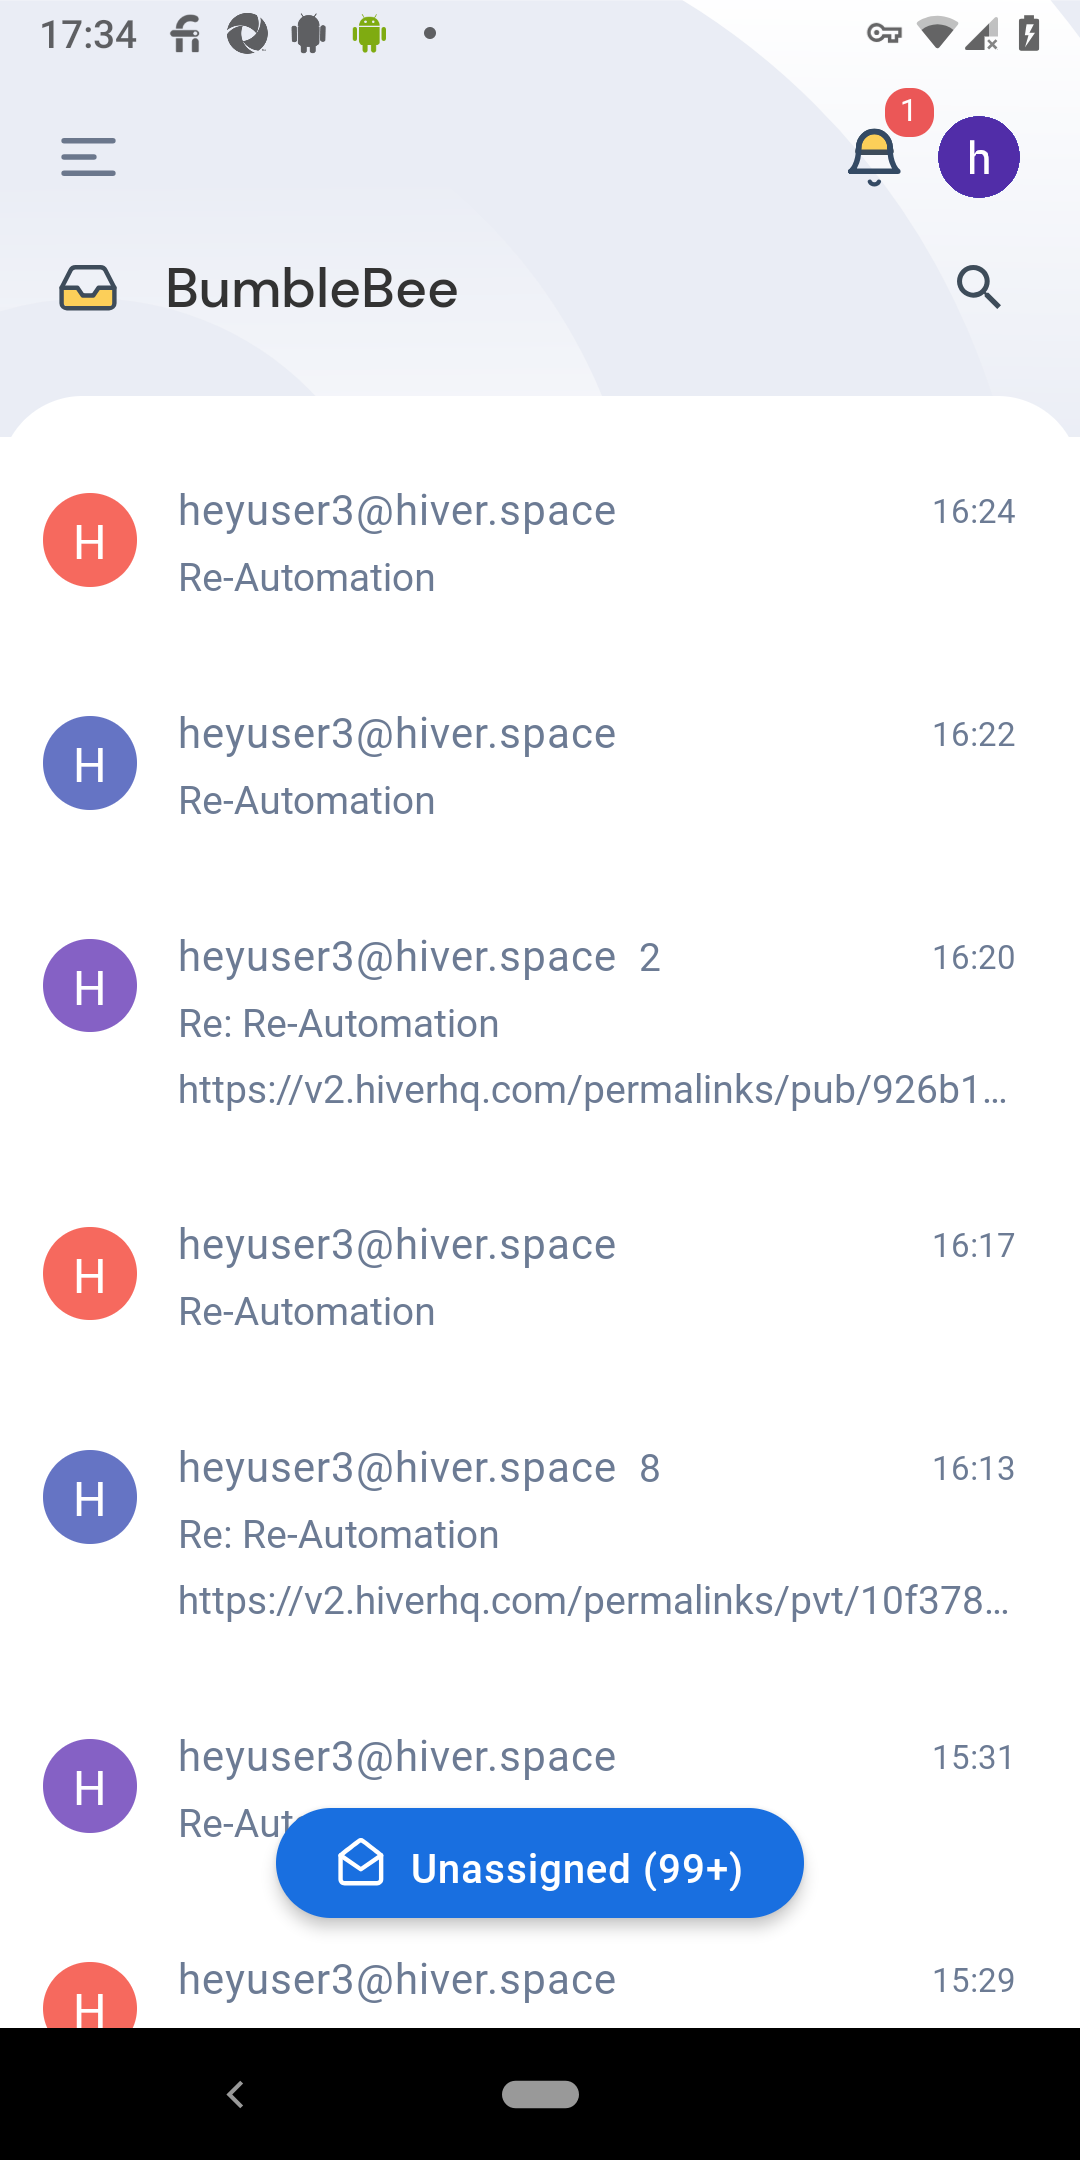 17:34
1
h
BumbleBee
H
heyuser3@hiver.space
16:24
Re-Automation
H
heyuser3@hiver.space
16:22
Re-Automation
H
heyuser3@hiver.space 2
16:20
Re: Re-Automation
https://v2.hiverhq.com/permalinks/pub/926b1...
H
heyuser3@hiver.space
16:17
Re-Automation
H
heyuser3@hiver.space 8
16:13
Re: Re-Automation
https://v2.hiverhq.com/permalinks/pvt/10f378...
H
heyuser3@hiver.space
15:31
Re-Aut
Unassigned (99+)
H
heyuser3@hiver.space
15:29